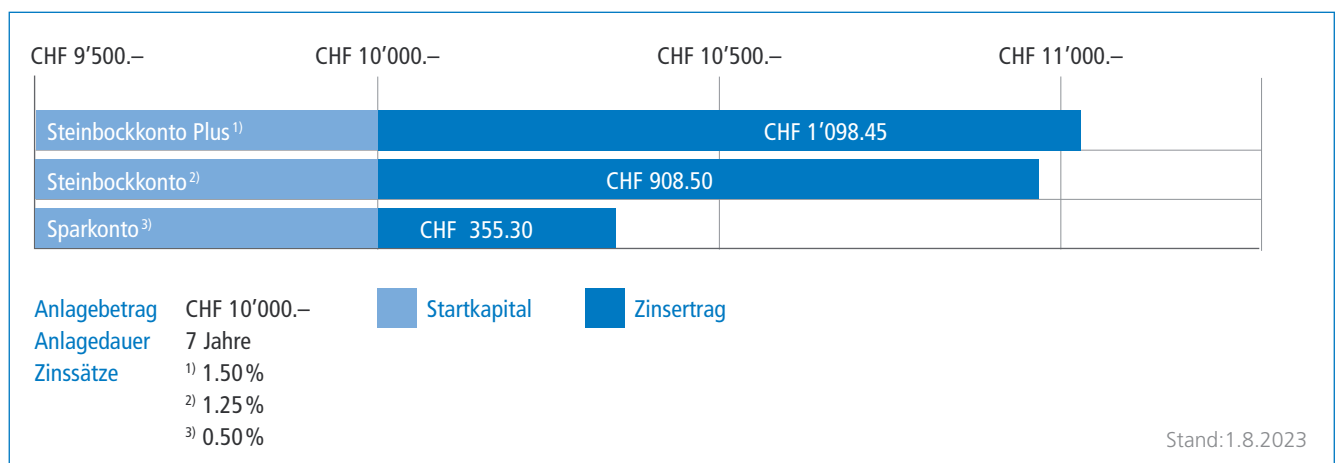 CHF 9’500.– CHF 10’000.– CHF 10’500.– CHF 11’000.–
Steinbockkonto Plus 1) CHF 1’098.45
Steinbockkonto 2) CHF 908.50
Sparkonto 3) CHF 355.30
Anlagebetrag CHF 10’000.– Startkapital Zinsertrag
Anlagedauer 7 Jahre
Zinssätze 1) 1.50 %
2) 1.25 %
3) 0.50 %
Stand:1.8.2023